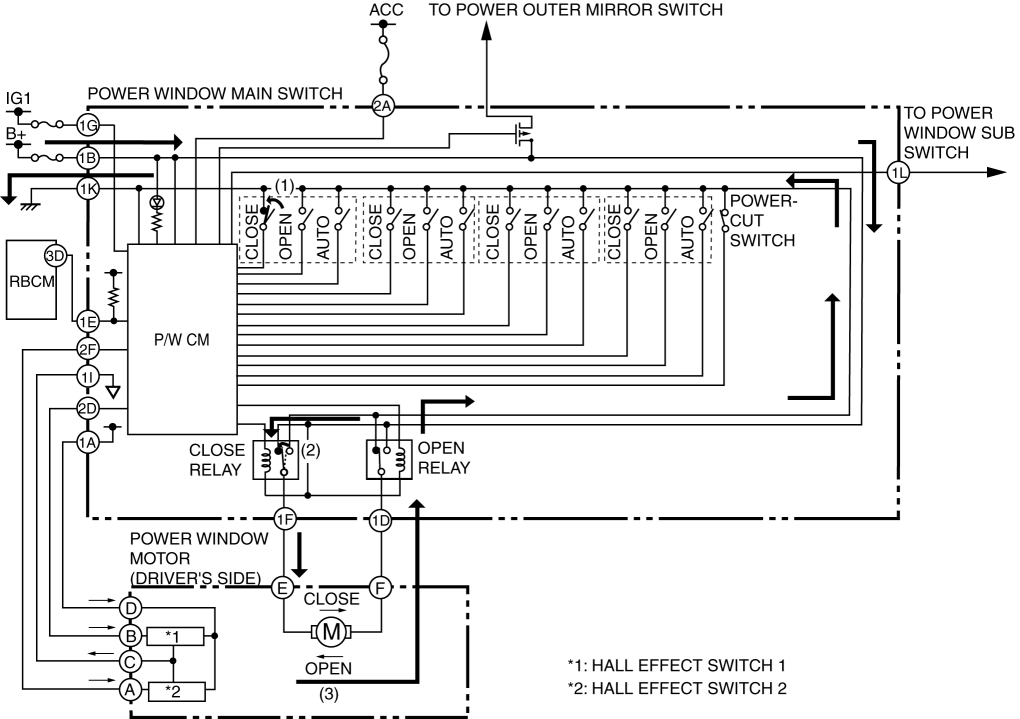 ACC
TO POWER OUTER MIRROR SWITCH
IG1
POWER WINDOW MAIN SWITCH
2A
TO POWER
WINDOW SUB
SWITCH
1G
B+
1B
1L
1K
(1)
CLOSE
OPEN
AUTO
CLOSE
OPEN
AUTO
CLOSE
OPEN
AUTO
CLOSE
OPEN
AUTO
POWER-
CUT
SWITCH
3D
RBCM
1E
P/W CM
2F
1I
2D
1A
CLOSE
RELAY
(2)
OPEN
RELAY
1F
1D
POWER WINDOW
MOTOR
(DRIVER'S SIDE)
E
F
CLOSE
D
M
B
*1
C
OPEN
*1: HALL EFFECT SWITCH 1
A
*2
(3)
*2: HALL EFFECT SWITCH 2